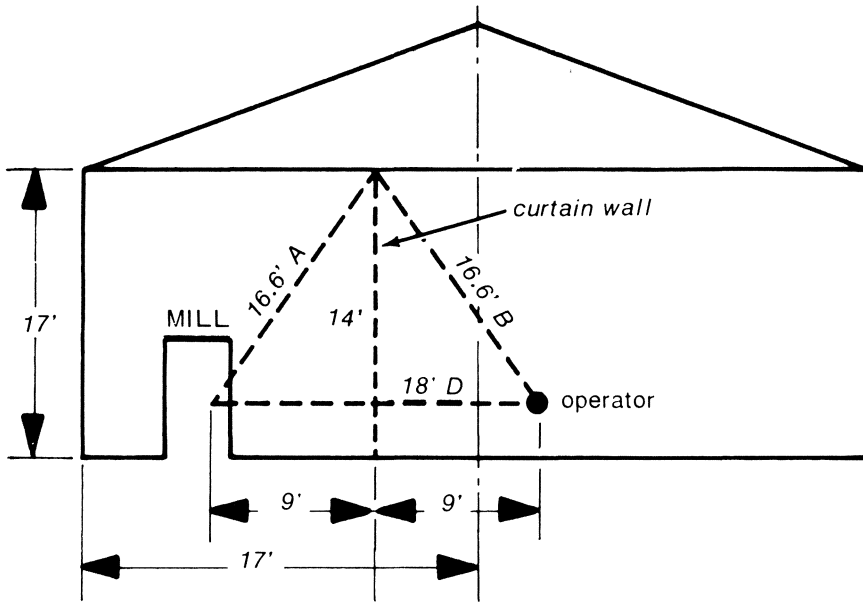 curtain wall
16.6' A
16.6' B
MILL
14'
17'
18' D
operator
9'
9'
17'